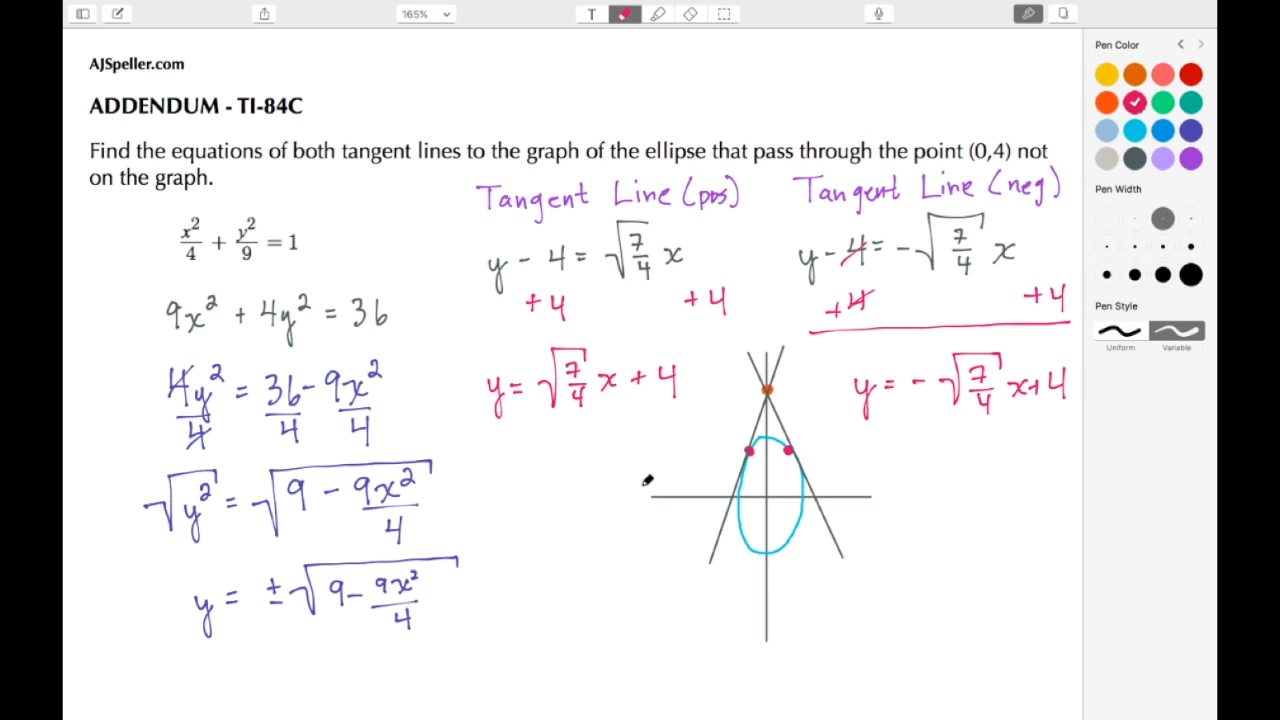 165%
T
Pen Color
AJSpeller.com
ADDENDUM - TI-84C
Find the equations of both tangent lines to the graph of the ellipse that pass through the point (0,4) not
on the graph.
x²/4 + y²/9 = 1
9x² + 4y² = 36
4y²/4 = 36/4 - 9x²/4
√y² = √(9 - 9x²/4)
y = ±√(9 - 9x²/4)
Tangent Line (pos)
y - 4 = √(7/4) x
+4 +4
y = √(7/4) x + 4
Tangent Line (neg)
y - 4 = -√(7/4) x
+4 +4
y = -√(7/4) x + 4
Pen Width
Pen Style
Uniform Variable